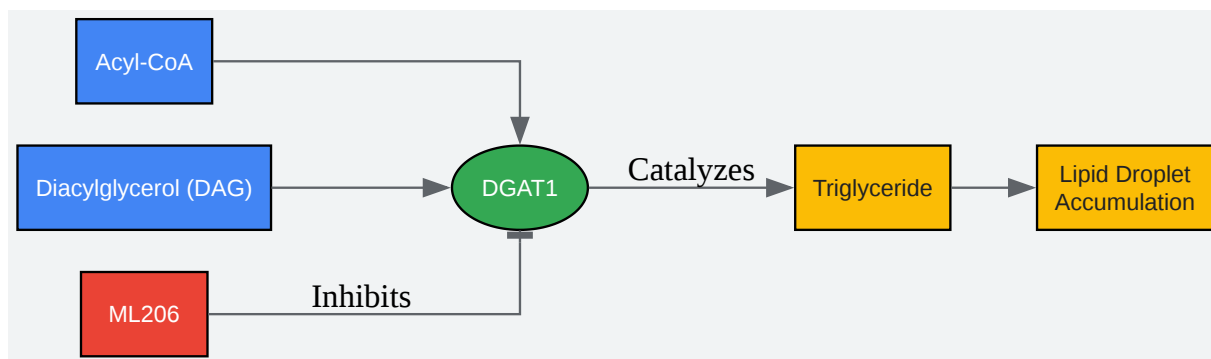 Acyl-CoA
Diacylglycerol (DAG)
DGAT1
Catalyzes
Triglyceride
Lipid Droplet
Accumulation
ML206
Inhibits